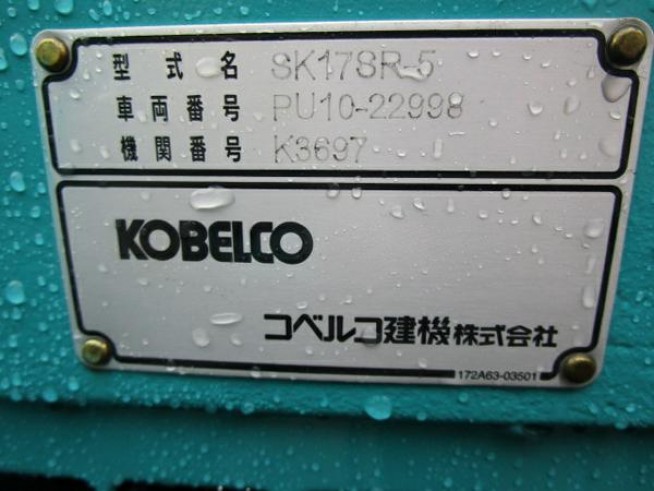 型式名 SK17SR-5
車両番号 PU10-22998
機関番号 K3697
KOBELCO
コベルコ建機株式会社
172A63-03501